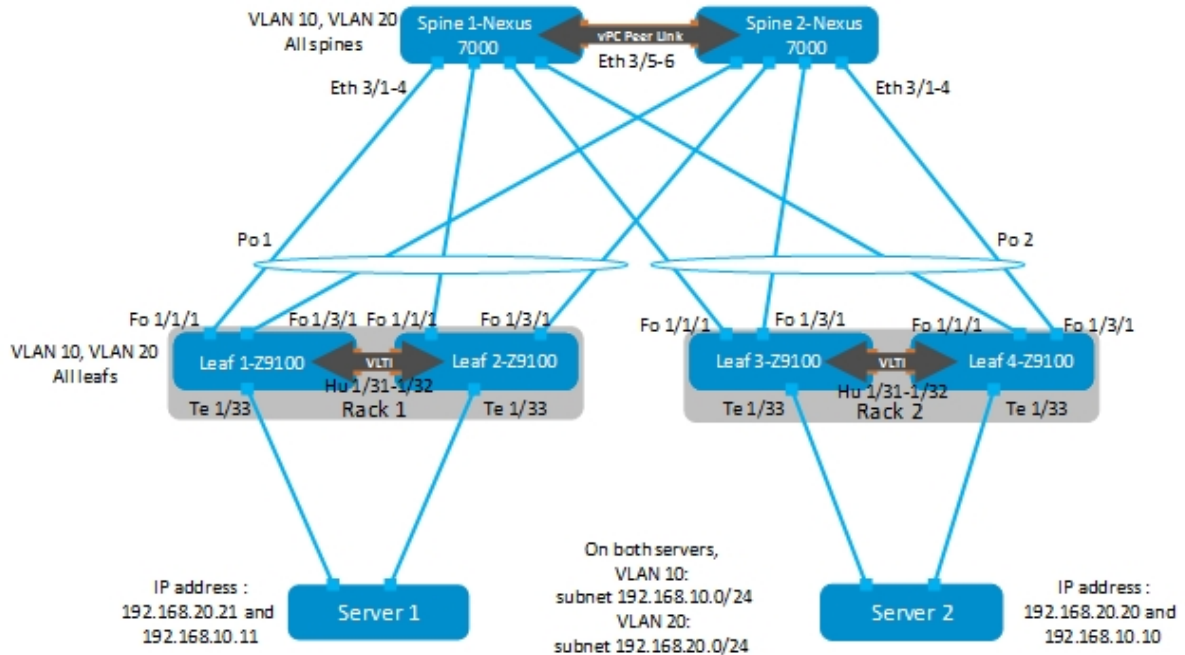 VLAN 10, VLAN 20
All spines
Spine 1-Nexus
7000
vPC Peer Link
Spine 2-Nexus
7000
Eth 3/5-6
Eth 3/1-4
Eth 3/1-4
Po 1
Po 2
Fo 1/1/1
Fo 1/3/1
Fo 1/1/1
Fo 1/3/1
Fo 1/1/1
Fo 1/3/1
Fo 1/1/1
Fo 1/3/1
VLAN 10, VLAN 20
All leafs
Leaf 1-Z9100
VLTi
Leaf 2-Z9100
Leaf 3-Z9100
VLTi
Leaf 4-Z9100
Hu 1/31-1/32
Hu 1/31-1/32
Te 1/33
Rack 1
Te 1/33
Te 1/33
Rack 2
Te 1/33
IP address :
192.168.20.21 and
192.168.10.11
Server 1
On both servers,
VLAN 10:
subnet 192.168.10.0/24
VLAN 20:
subnet 192.168.20.0/24
Server 2
IP address :
192.168.20.20 and
192.168.10.10